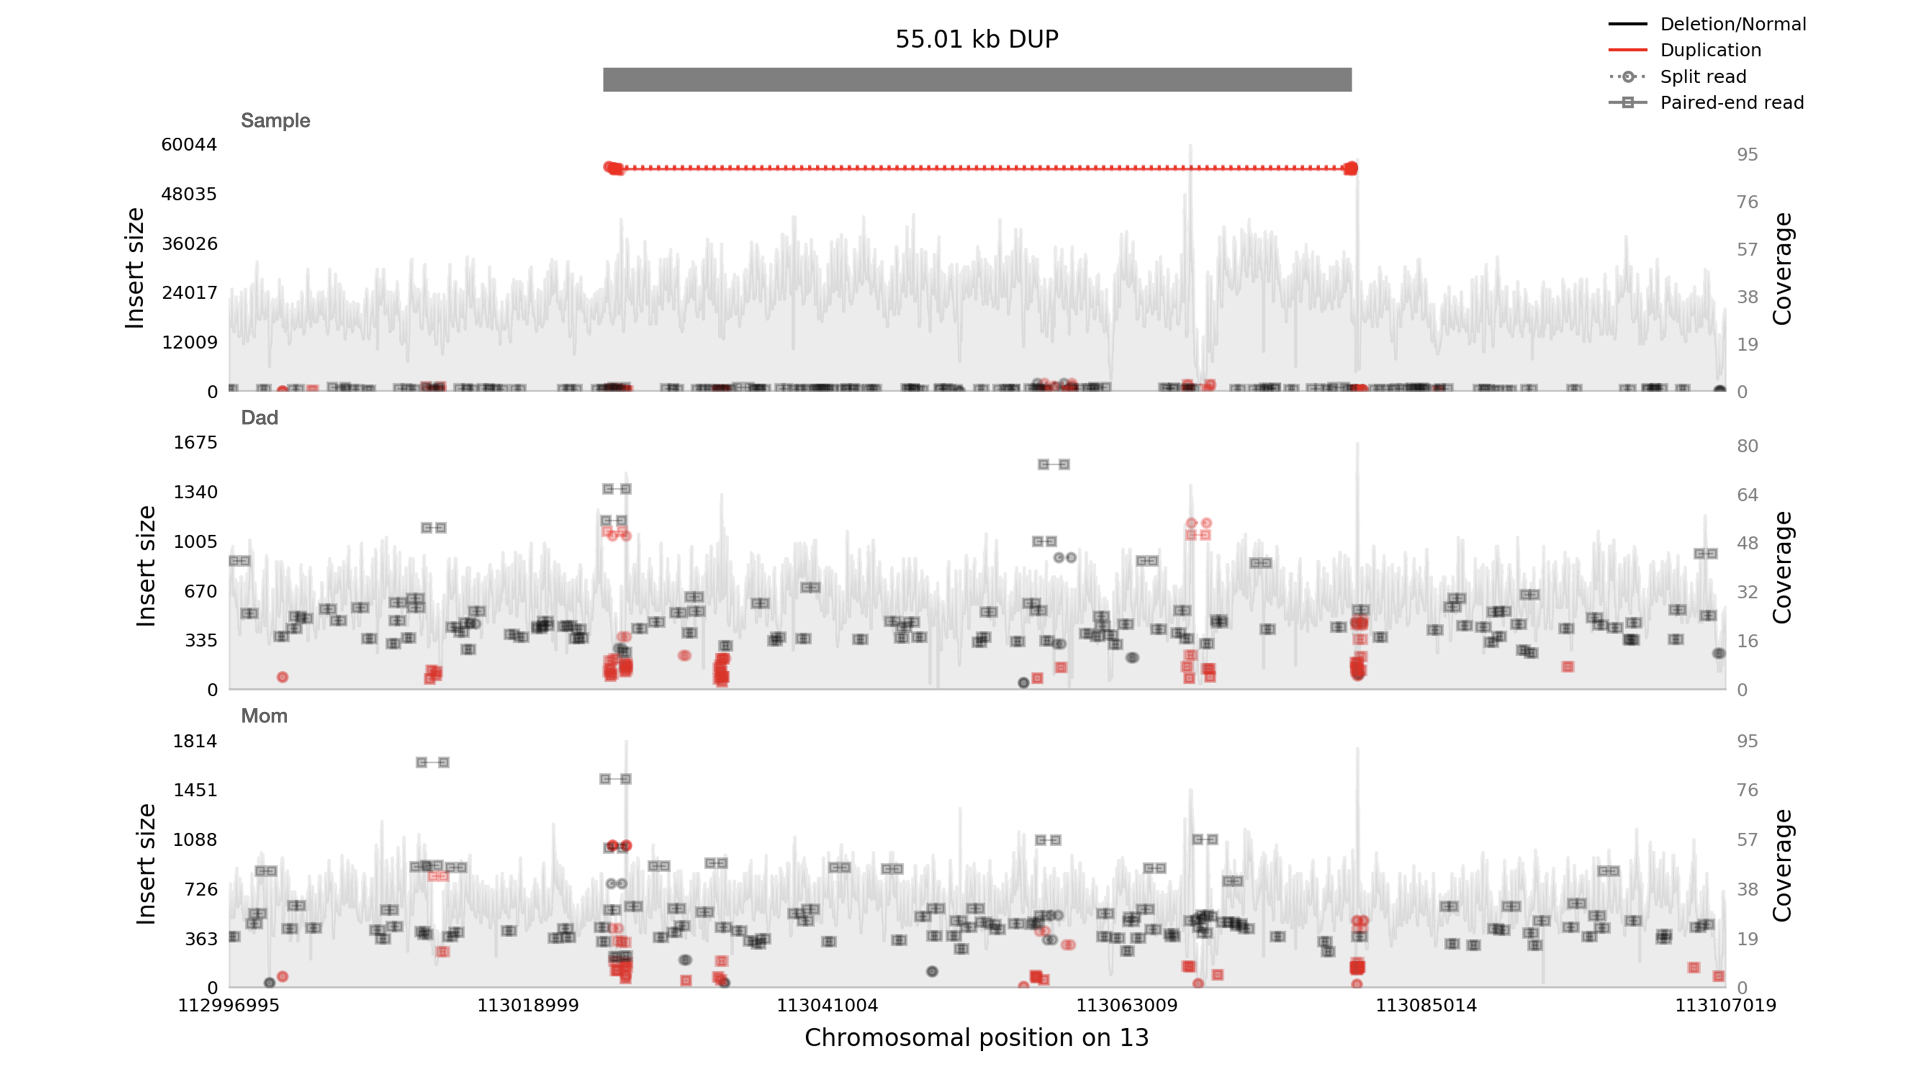 55.01 kb DUP
Deletion/Normal
Duplication
Split read
Paired-end read
Sample
60044
48035
36026
24017
12009
0
Insert size
95
76
57
38
19
0
Coverage
Dad
1675
1340
1005
670
335
0
Insert size
80
64
48
32
16
0
Coverage
Mom
1814
1451
1088
726
363
0
Insert size
95
76
57
38
19
0
Coverage
112996995 113018999 113041004 113063009 113085014 113107019
Chromosomal position on 13